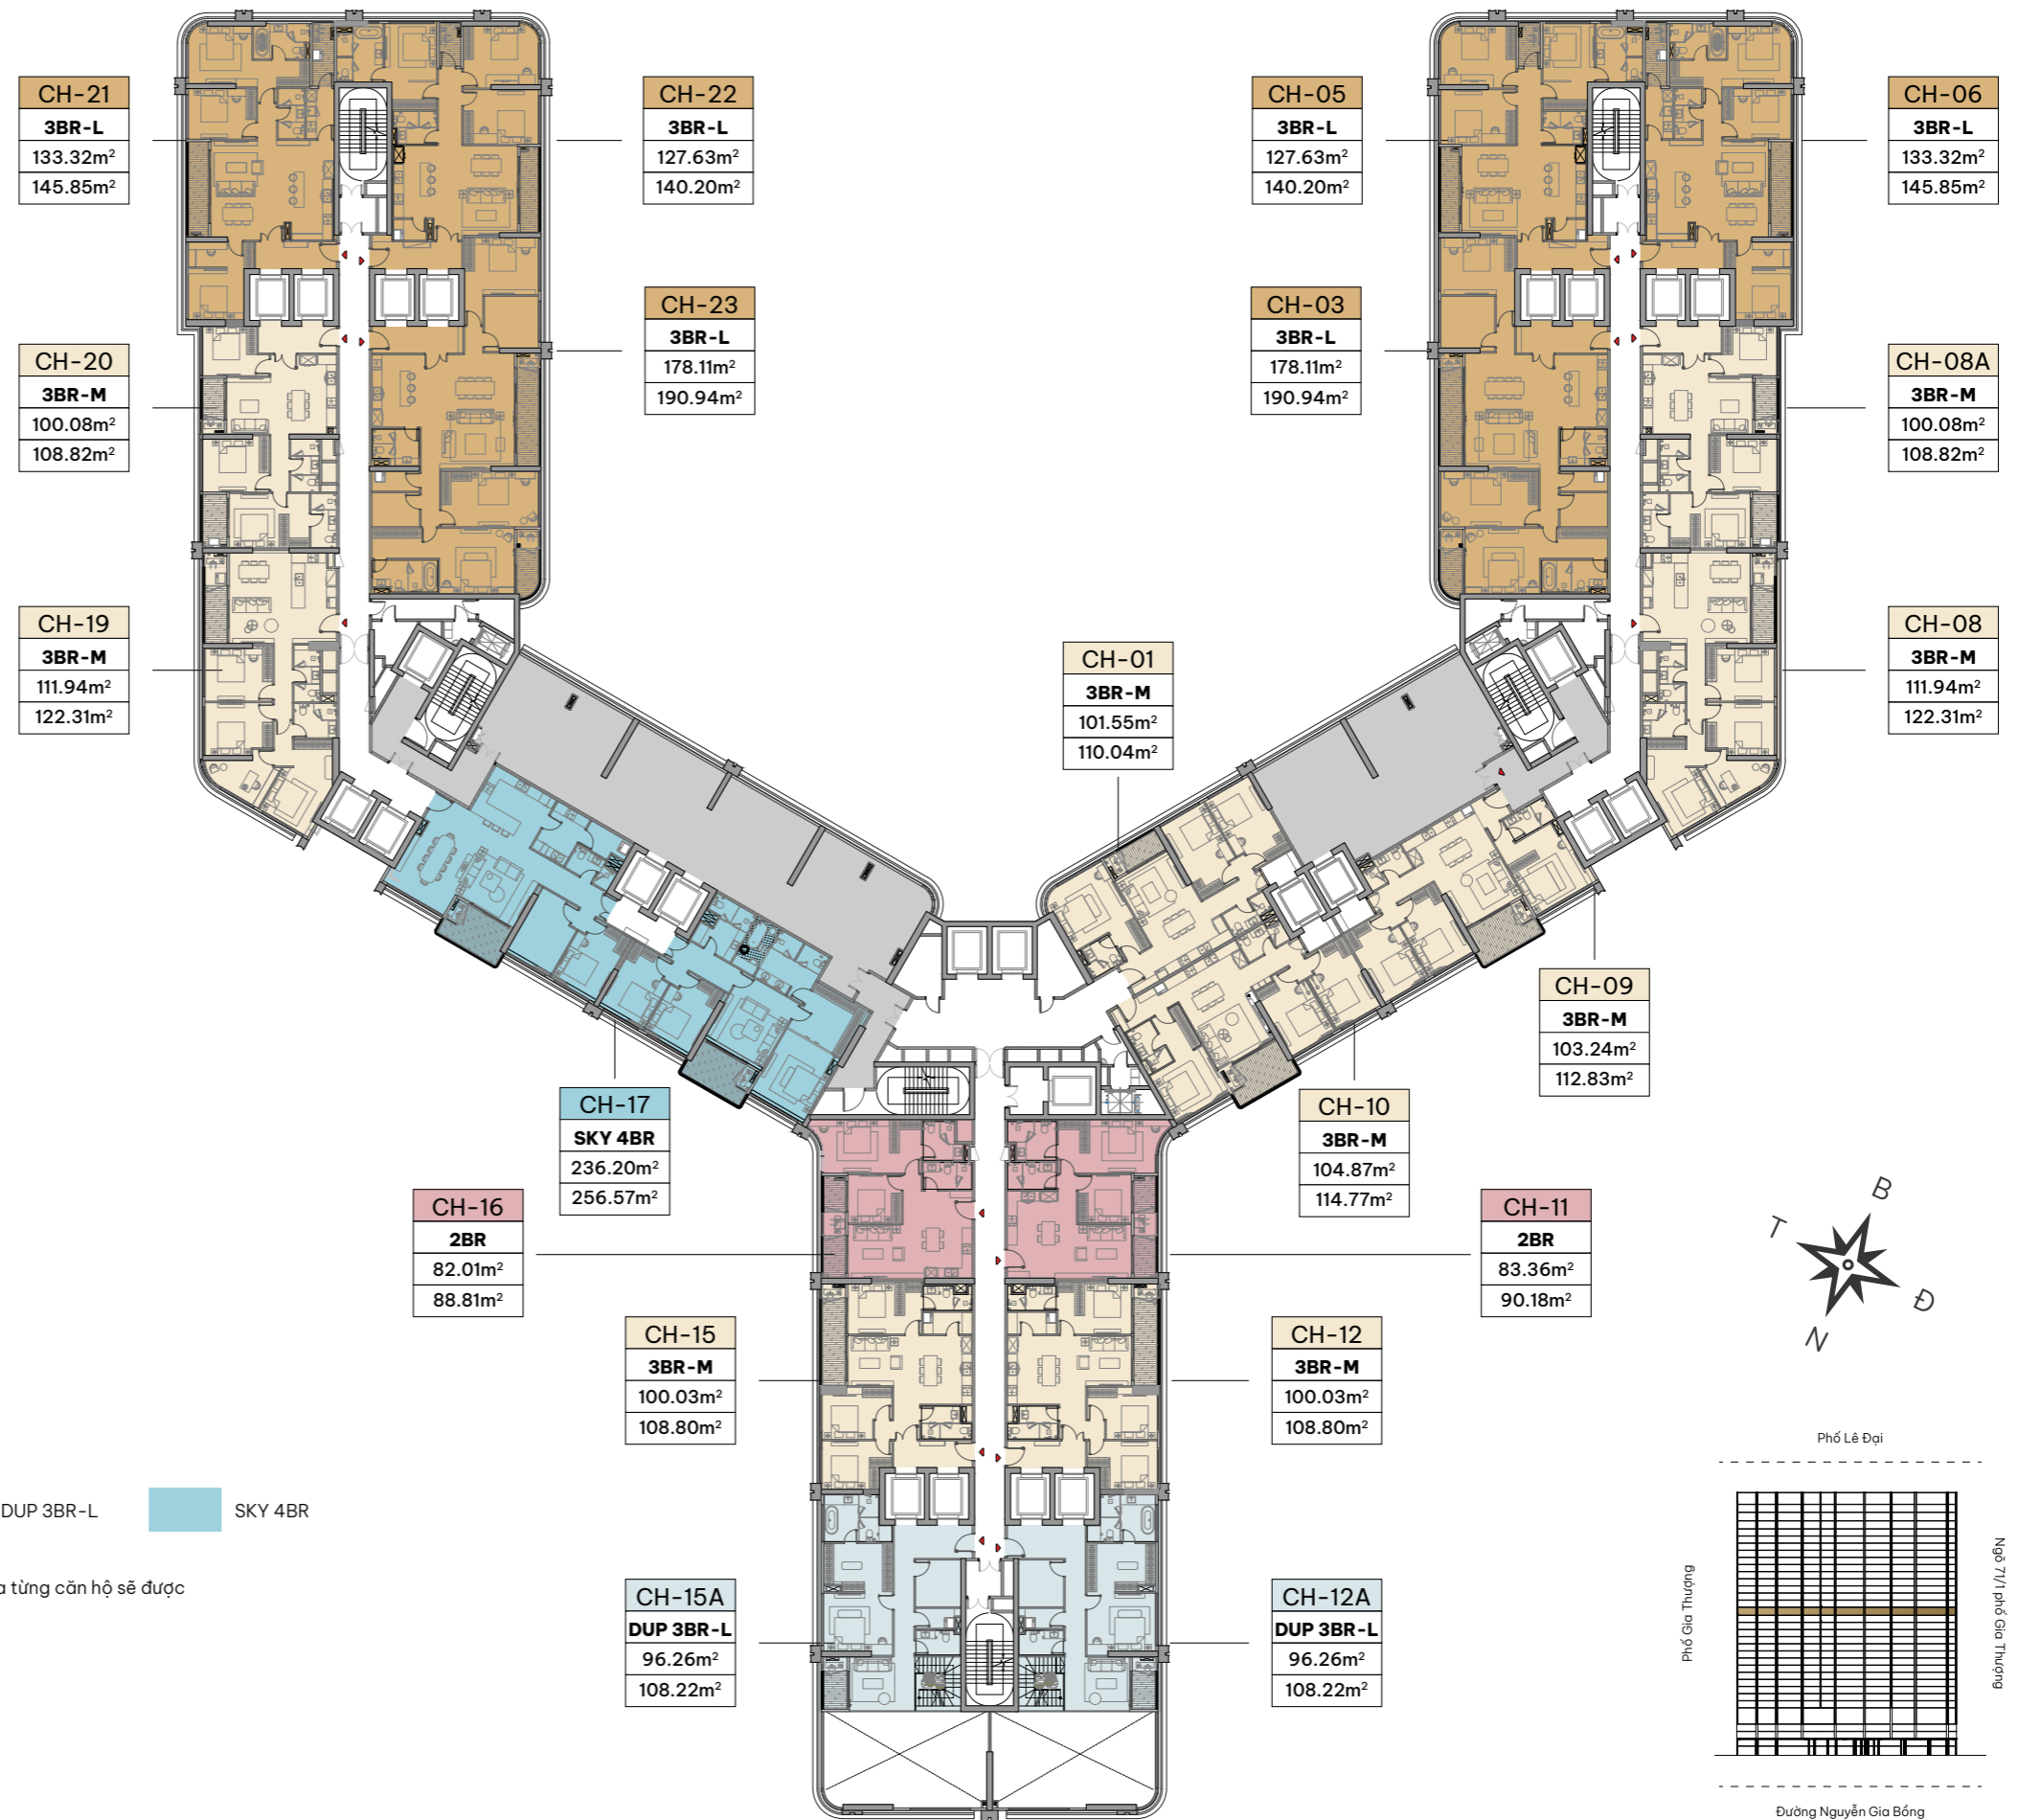 CH-21
3BR-L
133.32m²
145.85m²
CH-22
3BR-L
127.63m²
140.20m²
CH-05
3BR-L
127.63m²
140.20m²
CH-06
3BR-L
133.32m²
145.85m²
CH-23
3BR-L
178.11m²
190.94m²
CH-03
3BR-L
178.11m²
190.94m²
CH-20
3BR-M
100.08m²
108.82m²
CH-08A
3BR-M
100.08m²
108.82m²
CH-19
3BR-M
111.94m²
122.31m²
CH-01
3BR-M
101.55m²
110.04m²
CH-08
3BR-M
111.94m²
122.31m²
CH-09
3BR-M
103.24m²
112.83m²
CH-17
SKY 4BR
236.20m²
256.57m²
CH-10
3BR-M
104.87m²
114.77m²
CH-16
2BR
82.01m²
88.81m²
CH-11
2BR
83.36m²
90.18m²
B
T
Đ
N
CH-15
3BR-M
100.03m²
108.80m²
CH-12
3BR-M
100.03m²
108.80m²
DUP 3BR-L
SKY 4BR
a từng căn hộ sẽ được
CH-15A
DUP 3BR-L
96.26m²
108.22m²
CH-12A
DUP 3BR-L
96.26m²
108.22m²
Phố Lê Đại
Phố Gia Thượng
Ngõ 71/1 phố Gia Thượng
Đường Nguyễn Gia Bồng